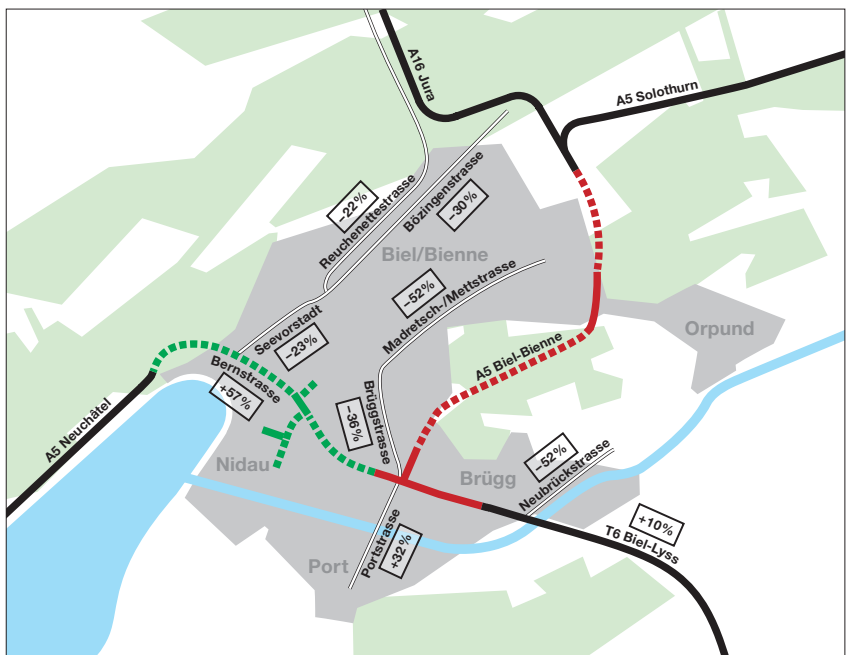 A16 Jura
A5 Solothurn
−22%
Reuchenettestrasse
Bözingenstrasse
−30%
Biel/Bienne
−52%
Madretsch-/Mettstrasse
Seevorstadt
−23%
Orpund
A5 Biel-Bienne
Bernstrasse
+57%
A5 Neuchâtel
Brüggstrasse
−36%
Nidau
Brügg
−52%
Neubrückstrasse
+10%
T6 Biel-Lyss
Portstrasse
+32%
Port